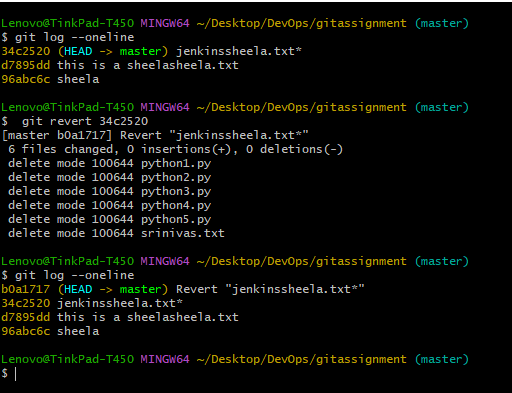 Lenovo@TinkPad-T450 MINGW64 ~/Desktop/DevOps/gitassignment (master)
$ git log --oneline
34c2520 (HEAD -> master) jenkinssheela.txt*
d7895dd this is a sheelasheela.txt
96abc6c sheela
Lenovo@TinkPad-T450 MINGW64 ~/Desktop/DevOps/gitassignment (master)
$  git revert 34c2520
[master b0a1717] Revert "jenkinssheela.txt*"
 6 files changed, 0 insertions(+), 0 deletions(-)
 delete mode 100644 python1.py
 delete mode 100644 python2.py
 delete mode 100644 python3.py
 delete mode 100644 python4.py
 delete mode 100644 python5.py
 delete mode 100644 srinivas.txt
Lenovo@TinkPad-T450 MINGW64 ~/Desktop/DevOps/gitassignment (master)
$ git log --oneline
b0a1717 (HEAD -> master) Revert "jenkinssheela.txt*"
34c2520 jenkinssheela.txt*
d7895dd this is a sheelasheela.txt
96abc6c sheela
Lenovo@TinkPad-T450 MINGW64 ~/Desktop/DevOps/gitassignment (master)
$